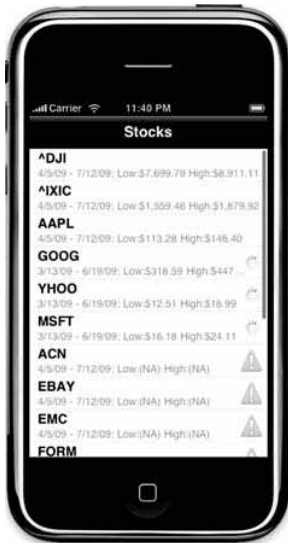 Carrier 11:40 PM
Stocks
^DJI
4/5/09 - 7/12/09; Low:$7,699.79 High:$8,911.11
^IXIC
4/5/09 - 7/12/09; Low:$1,559.46 High:$1,879.92
AAPL
4/5/09 - 7/12/09; Low:$113.28 High:$146.40
GOOG
3/13/09 - 6/19/09; Low:$318.59 High:$447...
YHOO
3/13/09 - 6/19/09; Low:$12.51 High:$16.99
MSFT
3/13/09 - 6/19/09; Low:$16.18 High:$24.11
ACN
4/5/09 - 7/12/09; Low:(NA) High:(NA)
EBAY
4/5/09 - 7/12/09; Low:(NA) High:(NA)
EMC
4/5/09 - 7/12/09; Low:(NA) High:(NA)
FORM